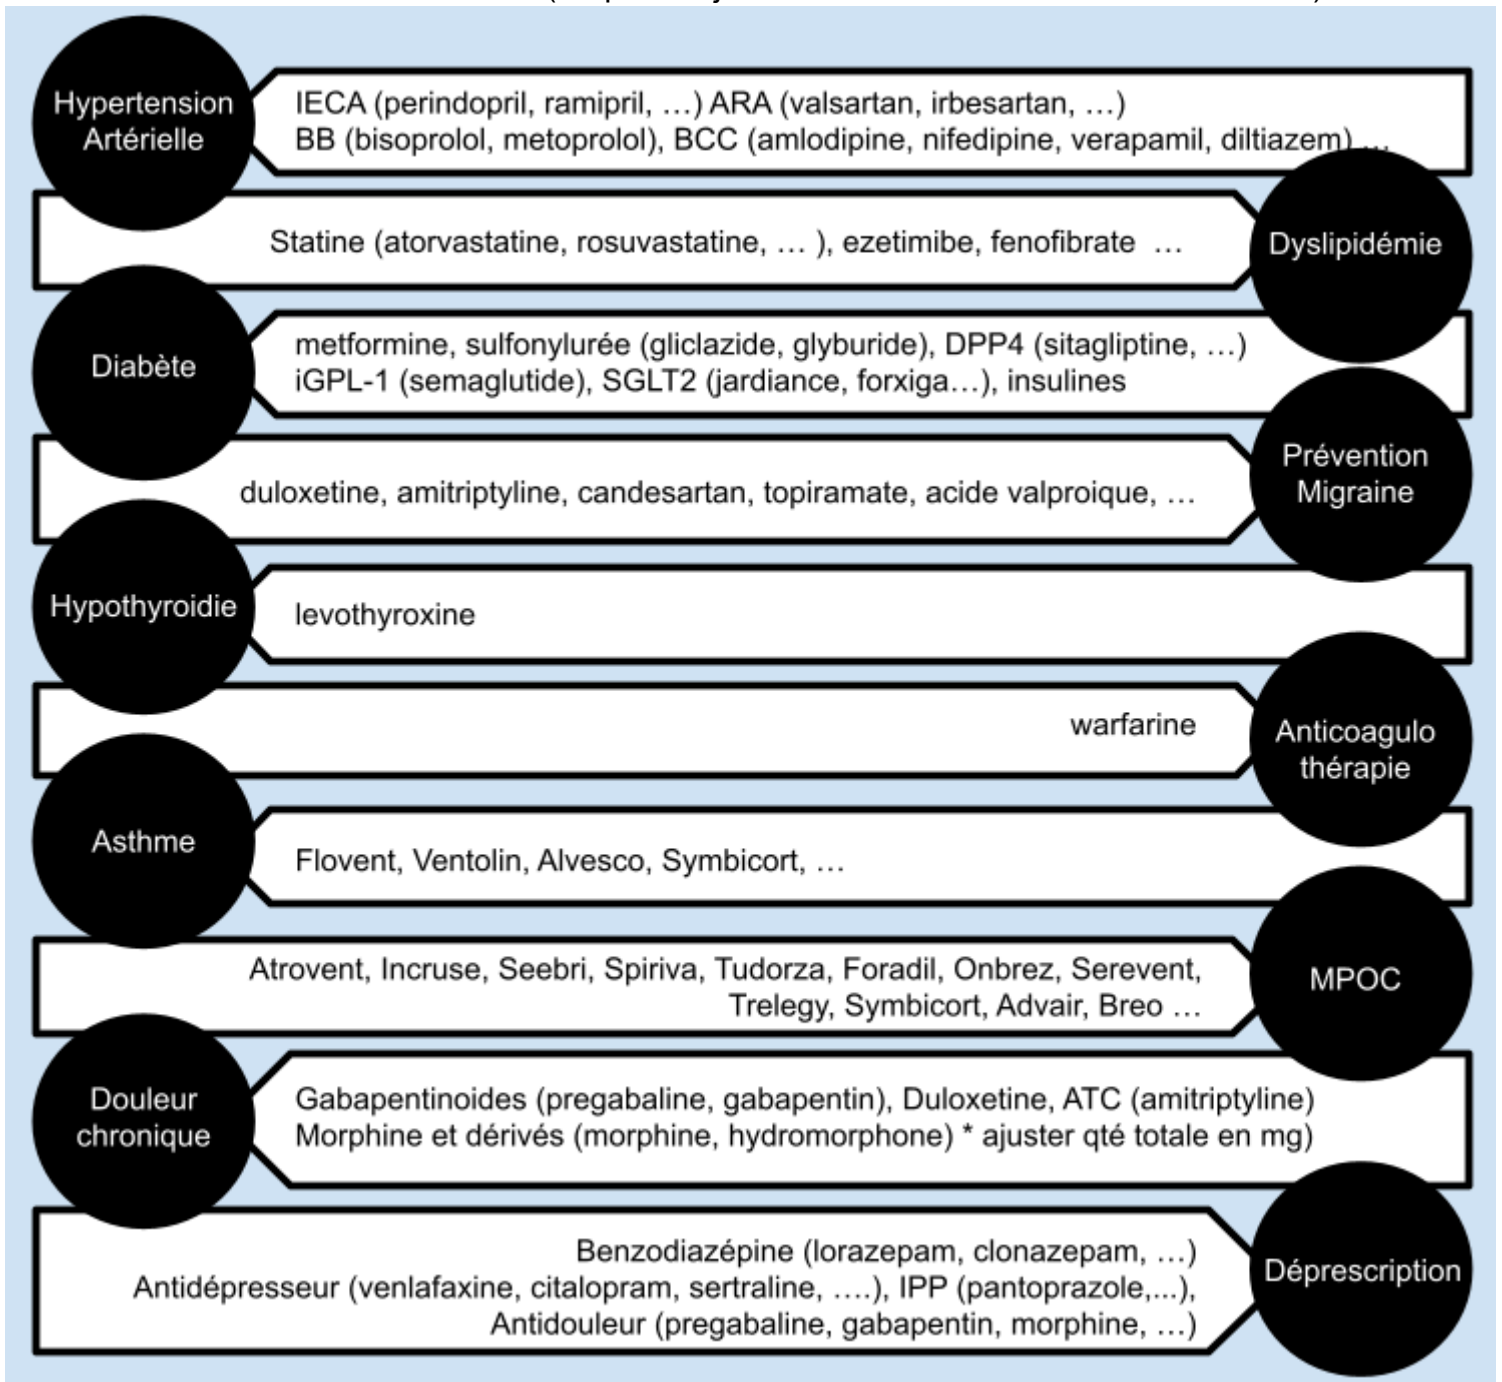 Hypertension
Artérielle
IECA (perindopril, ramipril, …) ARA (valsartan, irbesartan, …)
BB (bisoprolol, metoprolol), BCC (amlodipine, nifedipine, verapamil, diltiazem) …
Statine (atorvastatine, rosuvastatine, … ), ezetimibe, fenofibrate …
Dyslipidémie
Diabète
metformine, sulfonylurée (gliclazide, glyburide), DPP4 (sitagliptine, …)
iGPL-1 (semaglutide), SGLT2 (jardiance, forxiga…), insulines
duloxetine, amitriptyline, candesartan, topiramate, acide valproique, …
Prévention
Migraine
Hypothyroidie
levothyroxine
warfarine
Anticoagulo
thérapie
Asthme
Flovent, Ventolin, Alvesco, Symbicort, …
Atrovent, Incruse, Seebri, Spiriva, Tudorza, Foradil, Onbrez, Serevent,
Trelegy, Symbicort, Advair, Breo …
MPOC
Douleur
chronique
Gabapentinoides (pregabaline, gabapentin), Duloxetine, ATC (amitriptyline)
Morphine et dérivés (morphine, hydromorphone) * ajuster qté totale en mg)
Benzodiazépine (lorazepam, clonazepam, …)
Antidépresseur (venlafaxine, citalopram, sertraline, ….), IPP (pantoprazole,...),
Antidouleur (pregabaline, gabapentin, morphine, …)
Déprescription